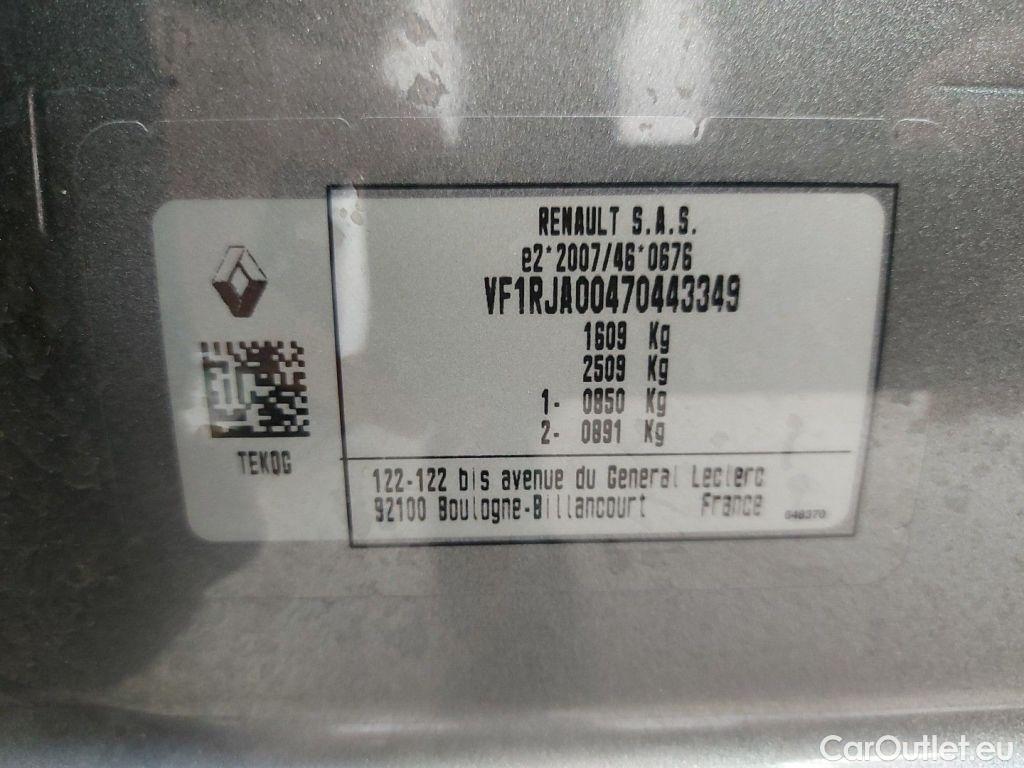 RENAULT S.A.S.
e2*2007/46*0676
VF1RJA00470443349
1609 Kg
2509 Kg
1- 0850 Kg
2- 0891 Kg
TEKQG
122-122 bis avenue du General Leclerc
92100 Boulogne-Billancourt France
CarOutlet.eu